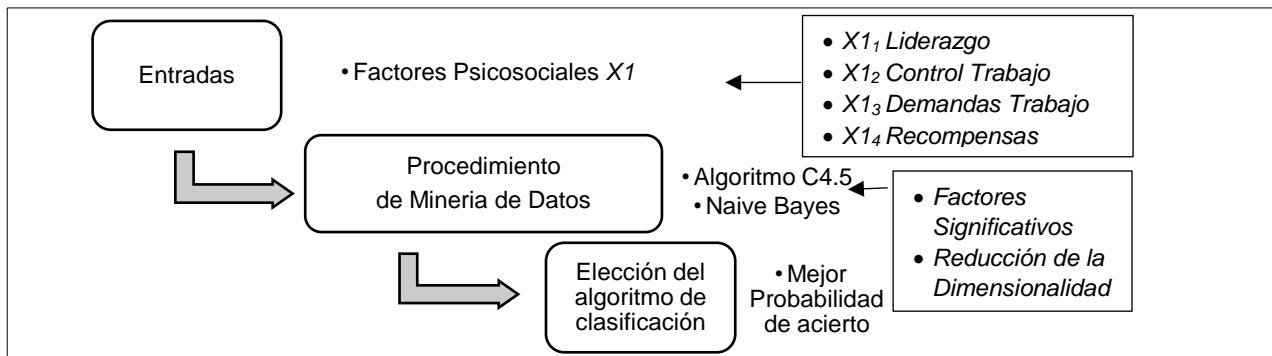 Entradas
• Factores Psicosociales X1
• X1₁ Liderazgo
• X1₂ Control Trabajo
• X1₃ Demandas Trabajo
• X1₄ Recompensas
Procedimiento
de Mineria de Datos
• Algoritmo C4.5
• Naive Bayes
• Factores
Significativos
• Reducción de la
Dimensionalidad
Elección del
algoritmo de
clasificación
• Mejor
Probabilidad
de acierto